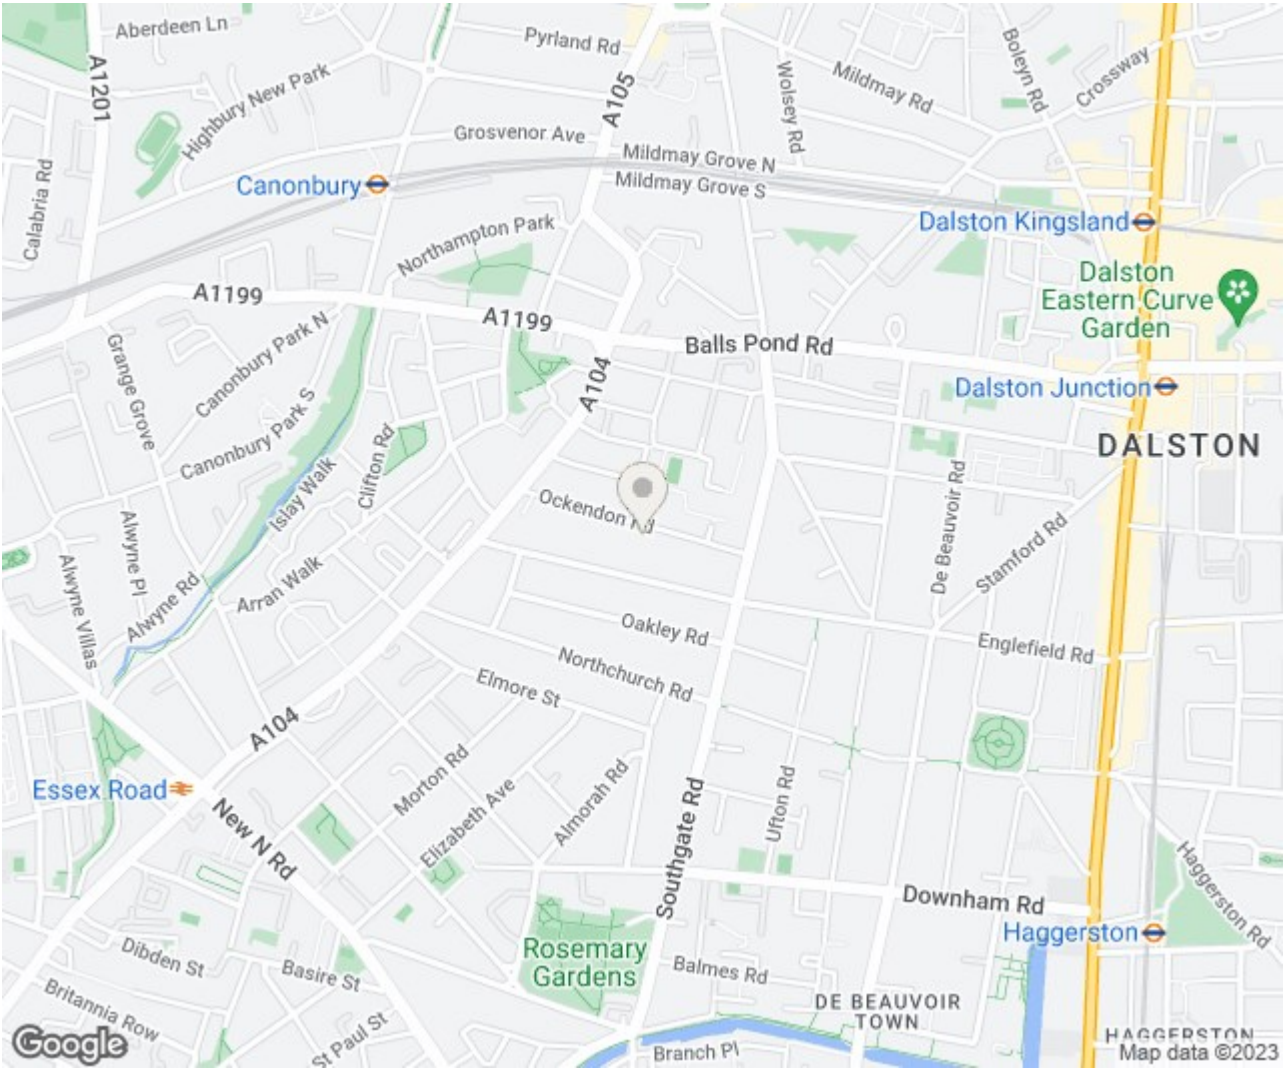 Aberdeen Ln
Pyrland Rd
A1201
Highbury New Park
A105
Wolsey Rd
Mildmay Rd
Boleyn Rd
Crossway
Grosvenor Ave
Mildmay Grove N
Mildmay Grove S
Calabria Rd
Canonbury
Dalston Kingsland
Northampton Park
Dalston
Eastern Curve
Garden
A1199
A1199
Balls Pond Rd
Canonbury Park N
Grange Grove
A104
Dalston Junction
Canonbury Park S
Clifton Rd
DALSTON
Islay Walk
Ockendon Rd
De Beauvoir Rd
Stamford Rd
Alwyne Pl
Alwyne Villas
Alwyne Rd
Arran Walk
Oakley Rd
Englefield Rd
Northchurch Rd
Elmore St
A104
Essex Road
Morton Rd
Elizabeth Ave
Almorah Rd
Southgate Rd
Ufton Rd
New N Rd
Downham Rd
Haggerston Rd
Haggerston
Rosemary
Gardens
Dibden St
Basire St
Balmes Rd
Britannia Row
DE BEAUVOIR
TOWN
St Paul St
Branch Pl
HAGGERSTON
Google
Map data ©2023